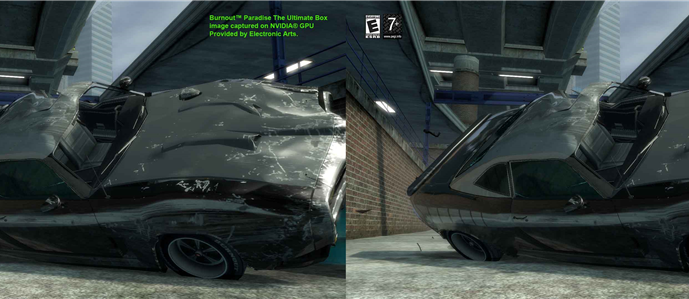 Burnout™ Paradise The Ultimate Box
image captured on NVIDIA® GPU
Provided by Electronic Arts.
E
7+